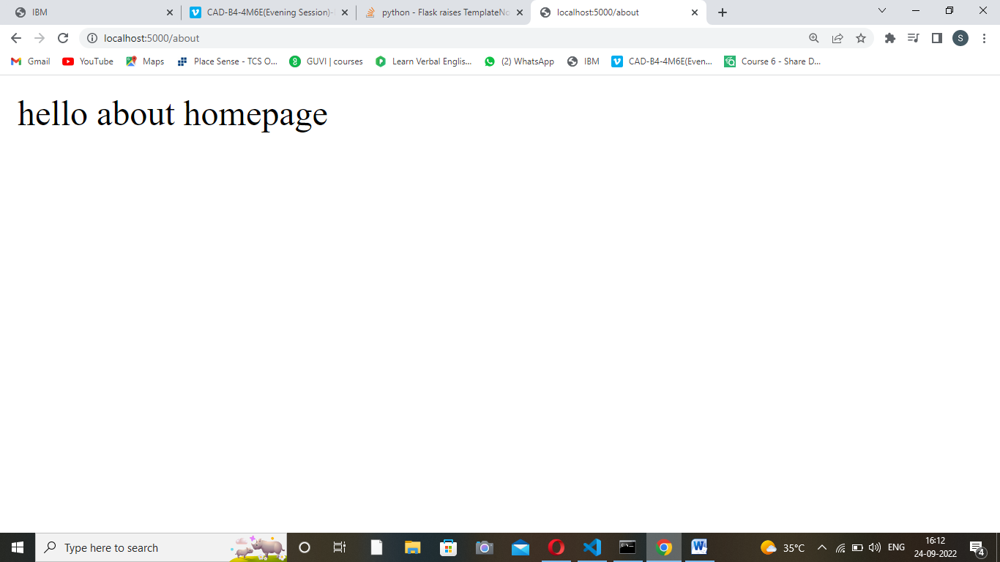 IBM
CAD-B4-4M6E(Evening Session)-
python - Flask raises TemplateNo
localhost:5000/about
localhost:5000/about
S
Gmail
YouTube
Maps
Place Sense - TCS O...
GUVI | courses
Learn Verbal Englis...
(2) WhatsApp
IBM
CAD-B4-4M6E(Even...
Course 6 - Share D...
hello about homepage
Type here to search
35°C
ENG
16:12
24-09-2022
4